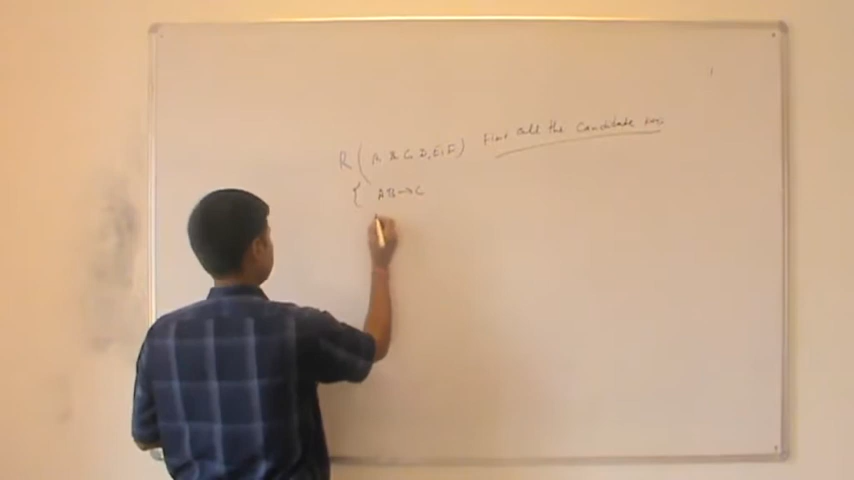 R(A B C D, E, F) Find all the Candidate keys
{ AB→C